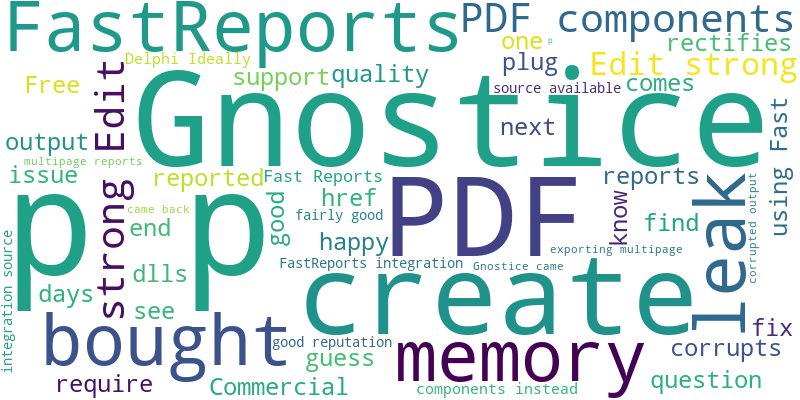 FastReports
PDF components
one
rectifies
Delphi Ideally
plug
Edit strong
Free
support
quality
source available
comes
Gnostice
strong Edit
output
next
using Fast
multipage reports
issue
reported
Fast Reports
reports
PDF
p p
href
know
find
leak
corrupted output
came back
good
fairly good
end
happy
exporting multipage
integration source
dlls
FastReports integration
Gnostice came
days
see
create
bought
fix
good reputation
memory
corrupts
guess
require
Commercial
components instead
question
p